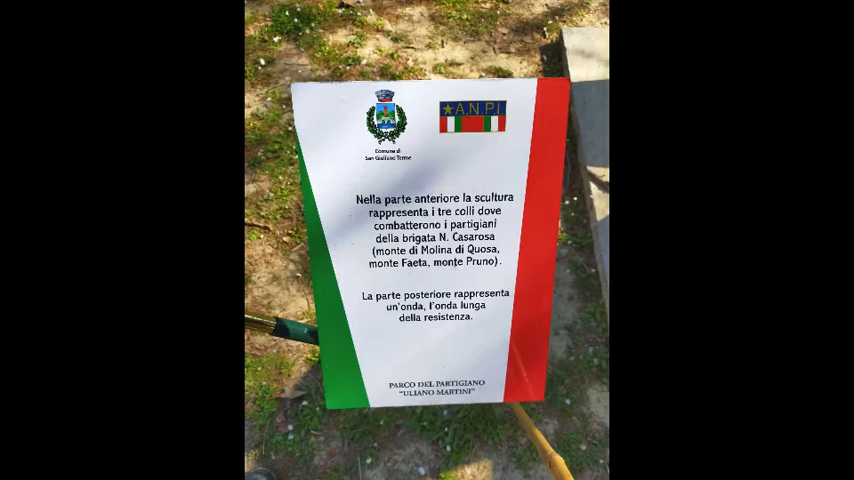 Comune di
San Giuliano Terme
A.N.P.I.
Nella parte anteriore la scultura
rappresenta i tre colli dove
combatterono i partigiani
della brigata N. Casarosa
(monte di Molina di Quosa,
monte Faeta, monte Pruno).
La parte posteriore rappresenta
un'onda, l'onda lunga
della resistenza.
PARCO DEL PARTIGIANO
"ULIANO MARTINI"